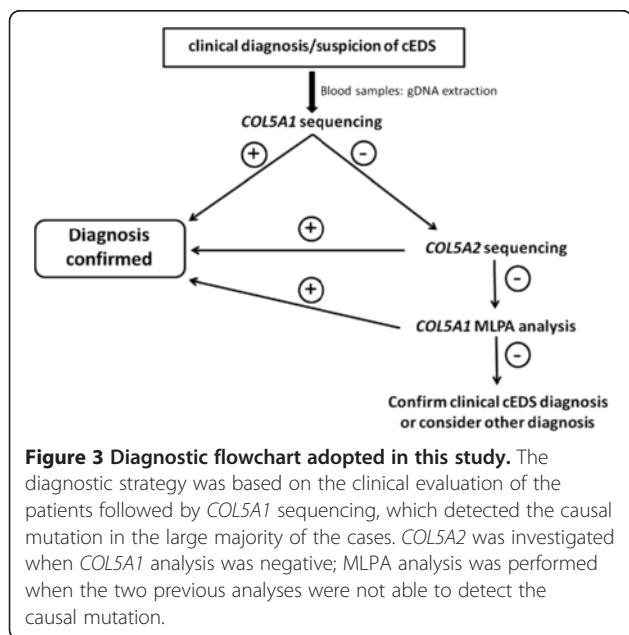 clinical diagnosis/suspicion of cEDS
Blood samples: gDNA extraction
COL5A1 sequencing
+
-
Diagnosis
confirmed
+
COL5A2 sequencing
-
+
COL5A1 MLPA analysis
-
Confirm clinical cEDS diagnosis
or consider other diagnosis
Figure 3 Diagnostic flowchart adopted in this study. The
diagnostic strategy was based on the clinical evaluation of the
patients followed by COL5A1 sequencing, which detected the causal
mutation in the large majority of the cases. COL5A2 was investigated
when COL5A1 analysis was negative; MLPA analysis was performed
when the two previous analyses were not able to detect the
causal mutation.